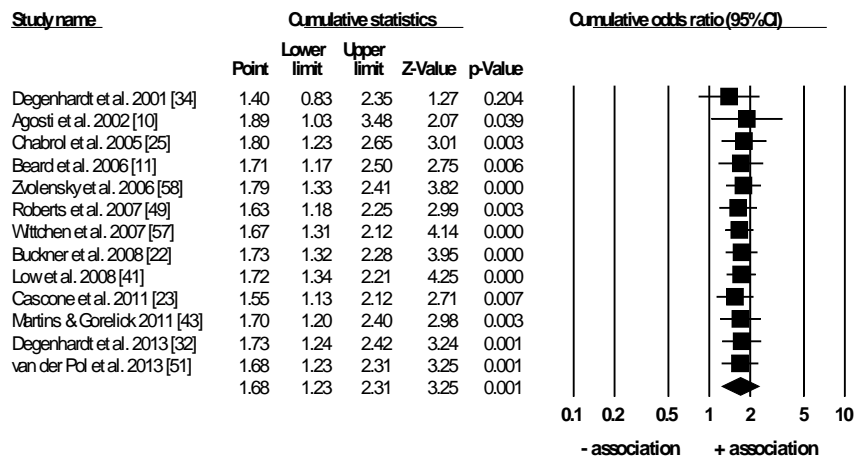 Study name Cumulative statistics Cumulative odds ratio (95% CI)
Lower Upper
Point limit limit Z-Value p-Value
Degenhardt et al. 2001 [34] 1.40 0.83 2.35 1.27 0.204
Agosti et al. 2002 [10] 1.89 1.03 3.48 2.07 0.039
Chabrol et al. 2005 [25] 1.80 1.23 2.65 3.01 0.003
Beard et al. 2006 [11] 1.71 1.17 2.50 2.75 0.006
Zvolensky et al. 2006 [58] 1.79 1.33 2.41 3.82 0.000
Roberts et al. 2007 [49] 1.63 1.18 2.25 2.99 0.003
Wittchen et al. 2007 [57] 1.67 1.31 2.12 4.14 0.000
Buckner et al. 2008 [22] 1.73 1.32 2.28 3.95 0.000
Low et al. 2008 [41] 1.72 1.34 2.21 4.25 0.000
Cascone et al. 2011 [23] 1.55 1.13 2.12 2.71 0.007
Martins & Gorelick 2011 [43] 1.70 1.20 2.40 2.98 0.003
Degenhardt et al. 2013 [32] 1.73 1.24 2.42 3.24 0.001
van der Pol et al. 2013 [51] 1.68 1.23 2.31 3.25 0.001
1.68 1.23 2.31 3.25 0.001
0.1 0.2 0.5 1 2 5 10
- association + association